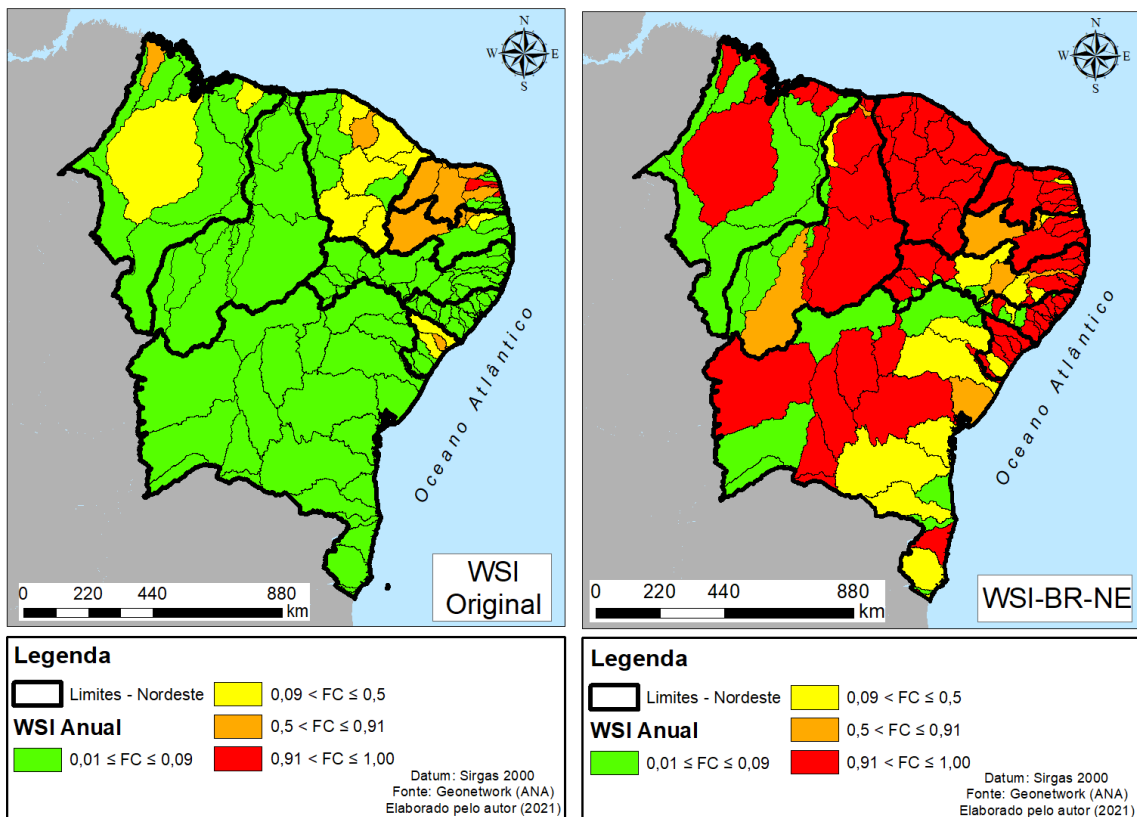 N
W E
S
Oceano Atlântico
0 220 440 880
km
WSI
Original
Legenda
Limites - Nordeste
WSI Anual
0,01 ≤ FC ≤ 0,09
0,09 < FC ≤ 0,5
0,5 < FC ≤ 0,91
0,91 < FC ≤ 1,00
Datum: Sirgas 2000
Fonte: Geonetwork (ANA)
Elaborado pelo autor (2021)
N
W E
S
Oceano Atlântico
0 220 440 880
km
WSI-BR-NE
Legenda
Limites - Nordeste
WSI Anual
0,01 ≤ FC ≤ 0,09
0,09 < FC ≤ 0,5
0,5 < FC ≤ 0,91
0,91 < FC ≤ 1,00
Datum: Sirgas 2000
Fonte: Geonetwork (ANA)
Elaborado pelo autor (2021)